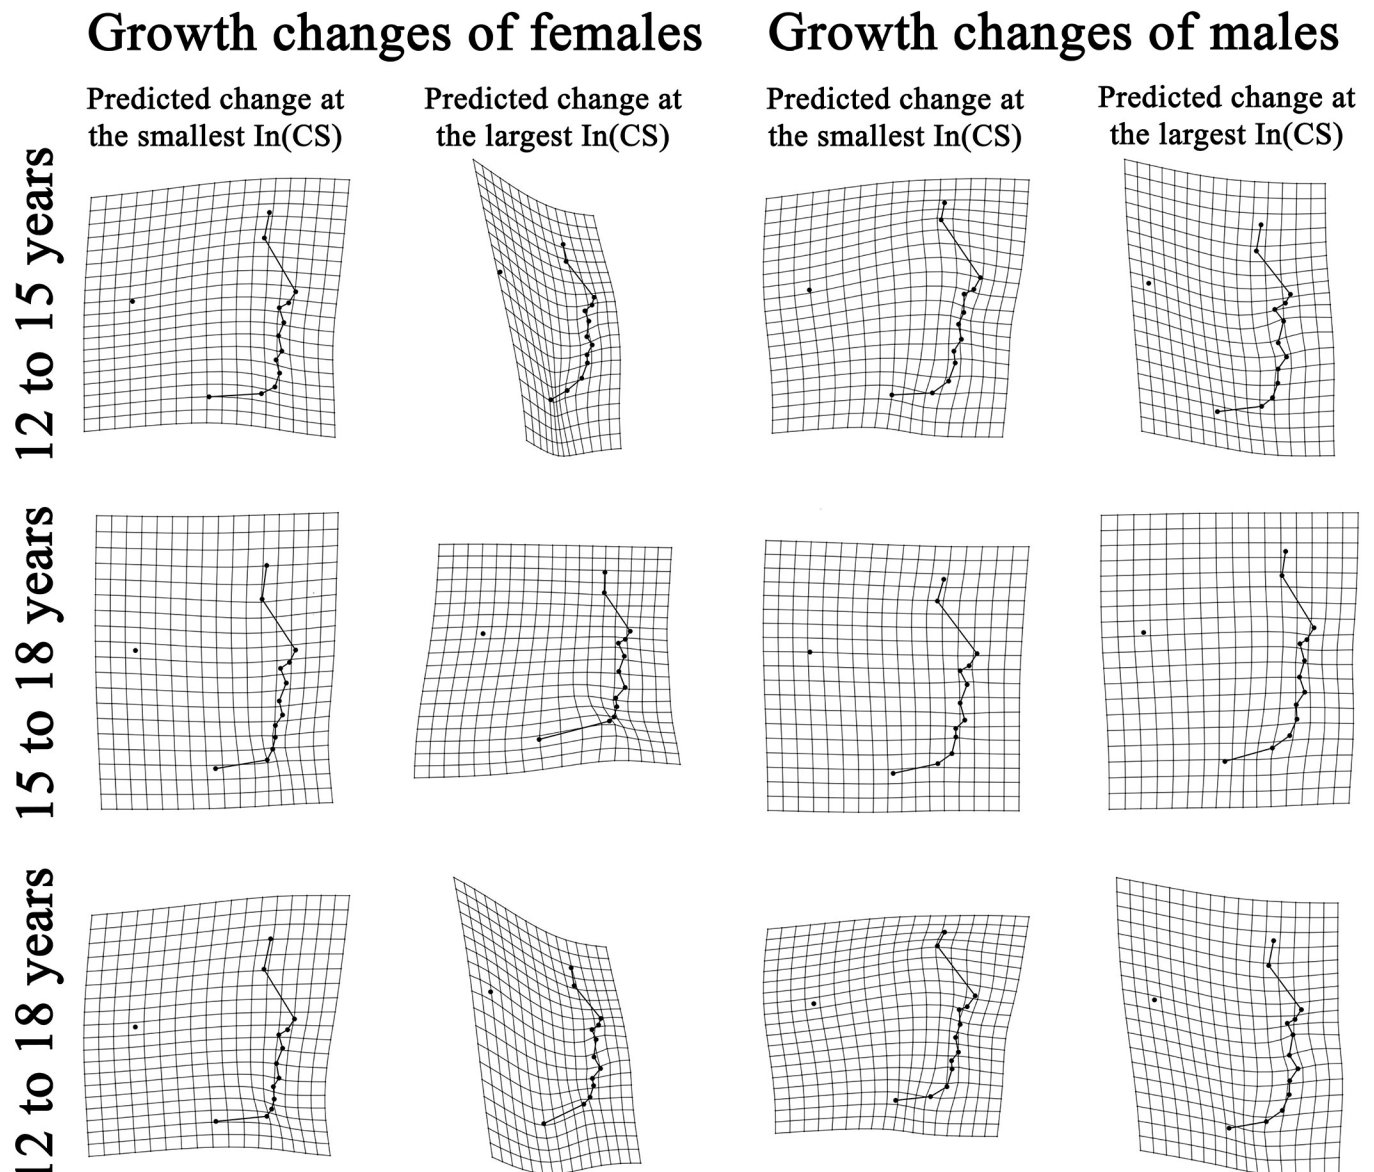 Growth changes of females
Growth changes of males
Predicted change at
the smallest In(CS)
Predicted change at
the largest In(CS)
Predicted change at
the smallest In(CS)
Predicted change at
the largest In(CS)
12 to 15 years
15 to 18 years
12 to 18 years